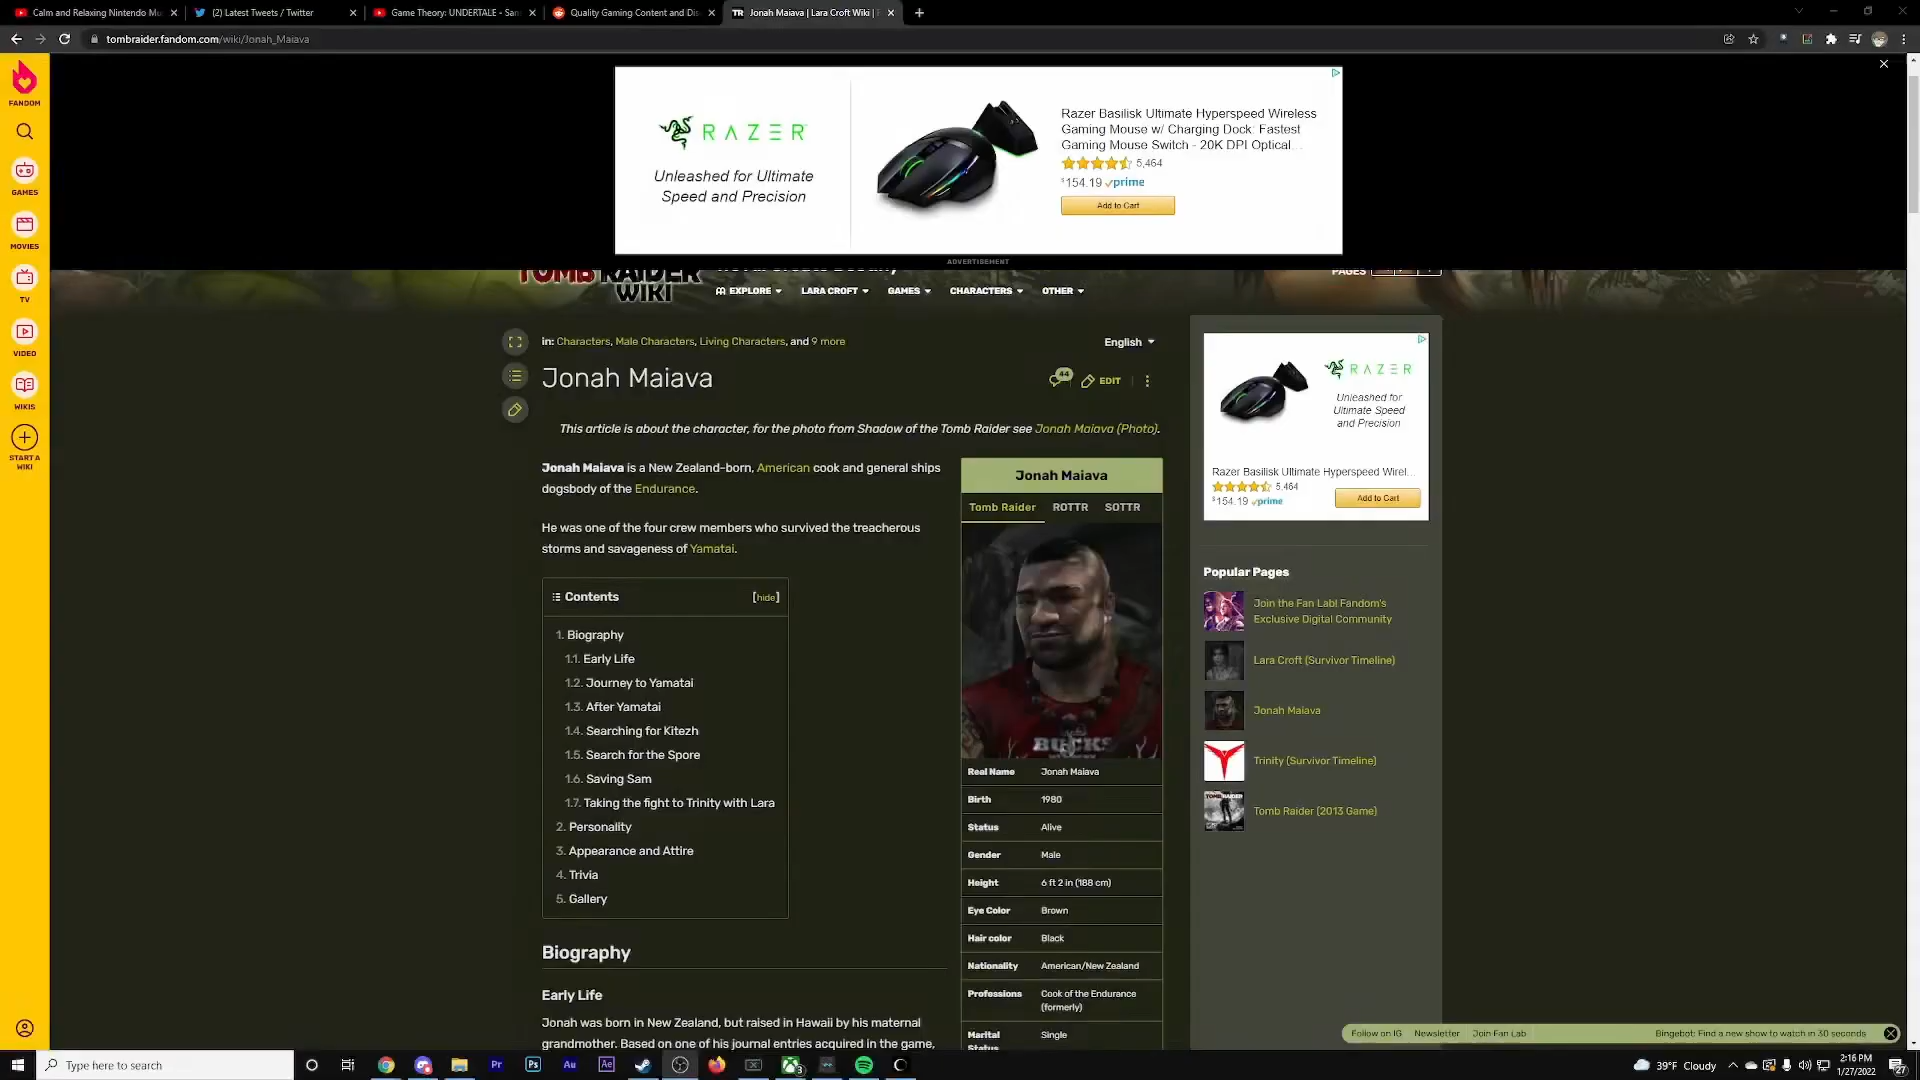 Calm and Relaxing Nintendo Mu
(2) Latest Tweets / Twitter
Game Theory: UNDERTALE - San
Quality Gaming Content and Dis
TR Jonah Maiava | Lara Croft Wiki |
tombraider.fandom.com/wiki/Jonah_Maiava
FANDOM
GAMES
MOVIES
TV
VIDEO
WIKIS
START A
WIKI
RAZER
Unleashed for Ultimate
Speed and Precision
Razer Basilisk Ultimate Hyperspeed Wireless
Gaming Mouse w/ Charging Dock: Fastest
Gaming Mouse Switch - 20K DPI Optical...
5,464
$154.19 prime
Add to Cart
ADVERTISEMENT
TOMB RAIDER
WIKI
PAGES
EXPLORE
LARA CROFT
GAMES
CHARACTERS
OTHER
in: Characters, Male Characters, Living Characters, and 9 more
English
Jonah Maiava
44
EDIT
This article is about the character, for the photo from Shadow of the Tomb Raider see Jonah Maiava (Photo).
Jonah Maiava is a New Zealand-born, American cook and general ships
dogsbody of the Endurance.
He was one of the four crew members who survived the treacherous
storms and savageness of Yamatai.
Contents [hide]
1. Biography
1.1. Early Life
1.2. Journey to Yamatai
1.3. After Yamatai
1.4. Searching for Kitezh
1.5. Search for the Spore
1.6. Saving Sam
1.7. Taking the fight to Trinity with Lara
2. Personality
3. Appearance and Attire
4. Trivia
5. Gallery
Biography
Early Life
Jonah was born in New Zealand, but raised in Hawaii by his maternal
grandmother. Based on one of his journal entries acquired in the game,
Jonah Maiava
Tomb Raider ROTTR SOTTR
BUCKS
Real Name Jonah Maiava
Birth 1980
Status Alive
Gender Male
Height 6 ft 2 in (188 cm)
Eye Color Brown
Hair color Black
Nationality American/New Zealand
Professions Cook of the Endurance
(formerly)
Marital Single
Status
RAZER
Unleashed for
Ultimate Speed
and Precision
Razer Basilisk Ultimate Hyperspeed Wirel...
5,464
$154.19 prime
Add to Cart
Popular Pages
Join the Fan Lab! Fandom's
Exclusive Digital Community
Lara Croft (Survivor Timeline)
Jonah Maiava
Trinity (Survivor Timeline)
Tomb Raider (2013 Game)
Follow on IG Newsletter Join Fan Lab Bingebot: Find a new show to watch in 30 seconds
Type here to search
Pr
Ps
Au
Ae
3
39°F Cloudy
2:16 PM
1/27/2022
27